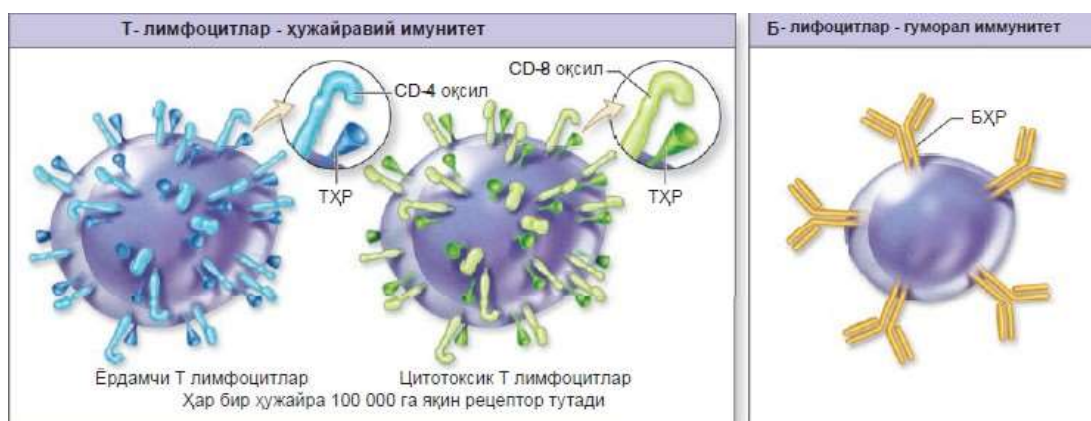 Т- лимфоцитлар - ҳужайравий имунитет
CD-4 оқсил
ТҲР
CD-8 оқсил
ТҲР
Ёрдамчи Т лимфоцитлар
Цитотоксик Т лимфоцитлар
Ҳар бир ҳужайра 100 000 га яқин рецептор тутади
Б- лифоцитлар - гуморал иммунитет
БҲР